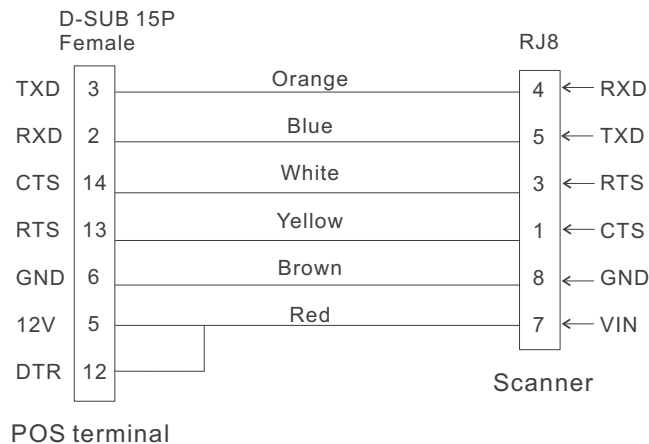 D-SUB 15P
Female
RJ8
TXD 3 Orange 4 RXD
RXD 2 Blue 5 TXD
CTS 14 White 3 RTS
RTS 13 Yellow 1 CTS
GND 6 Brown 8 GND
12V 5 Red 7 VIN
DTR 12
Scanner
POS terminal